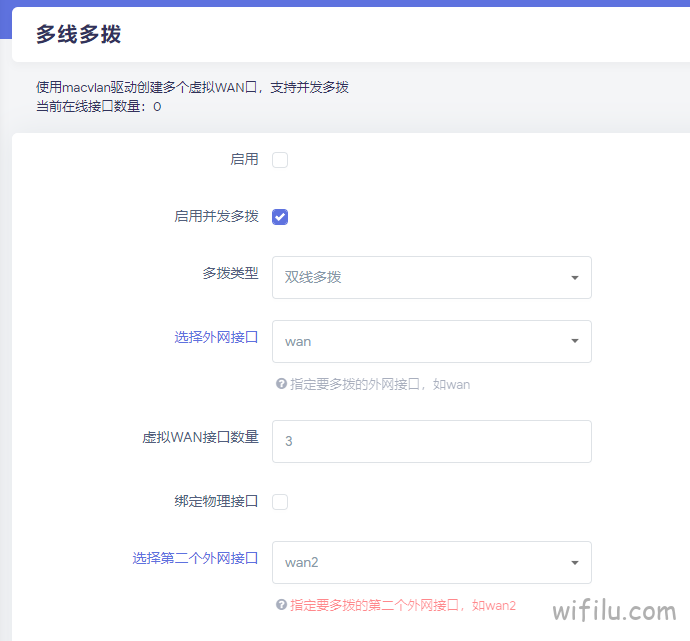 多线多拨
使用macvlan驱动创建多个虚拟WAN口，支持并发多拨
当前在线接口数量：0
启用
启用并发多拨
多拨类型 双线多拨
选择外网接口 wan
指定要多拨的外网接口，如wan
虚拟WAN接口数量 3
绑定物理接口
选择第二个外网接口 wan2
指定要多拨的第二个外网接口，如wan2
wifilu.com